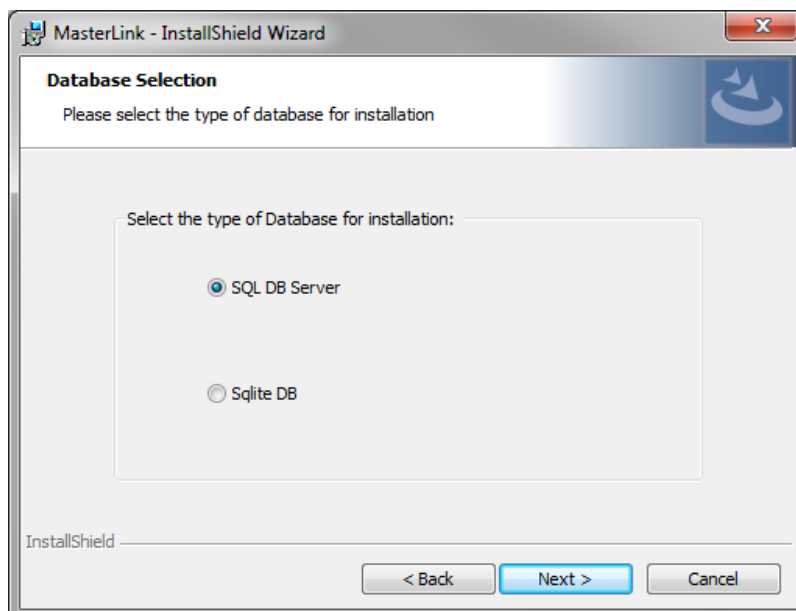 MasterLink - InstallShield Wizard
Database Selection
Please select the type of database for installation
Select the type of Database for installation:
SQL DB Server
Sqlite DB
InstallShield
< Back
Next >
Cancel